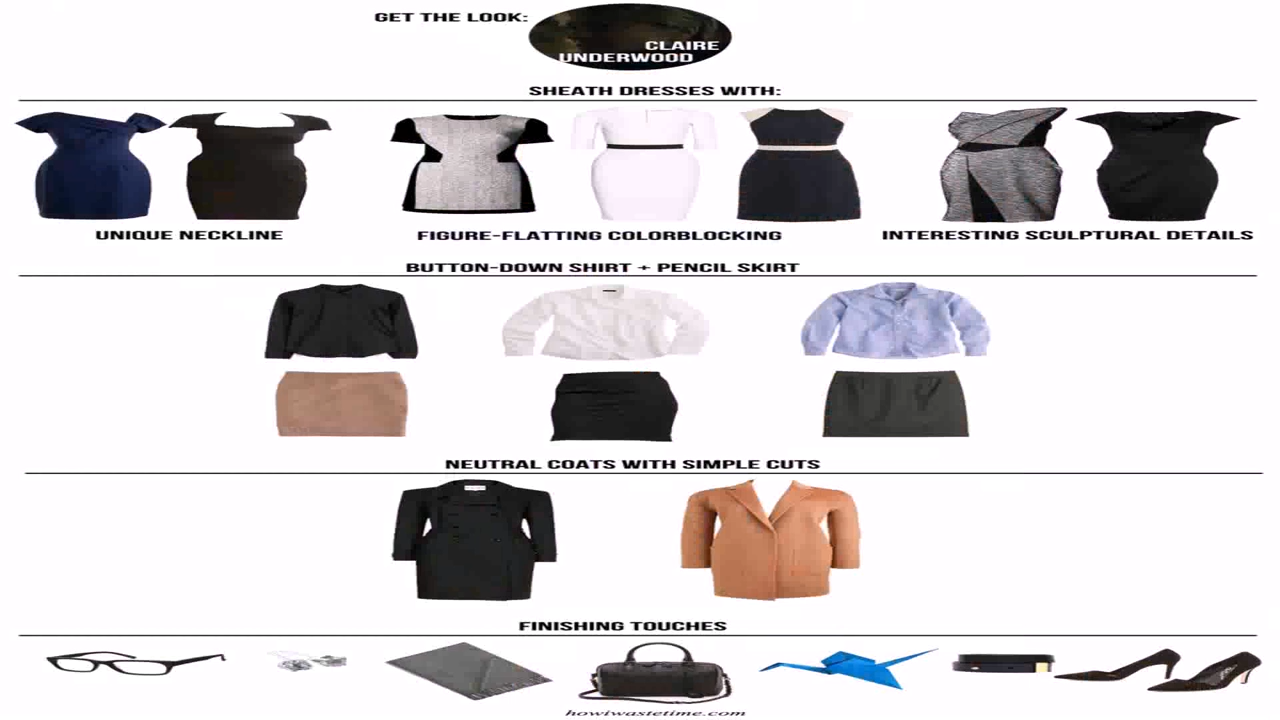 GET THE LOOK:
CLAIRE
UNDERWOOD
SHEATH DRESSES WITH:
UNIQUE NECKLINE
FIGURE-FLATTING COLORBLOCKING
INTERESTING SCULPTURAL DETAILS
BUTTON-DOWN SHIRT + PENCIL SKIRT
NEUTRAL COATS WITH SIMPLE CUTS
FINISHING TOUCHES
howiwastetime.com